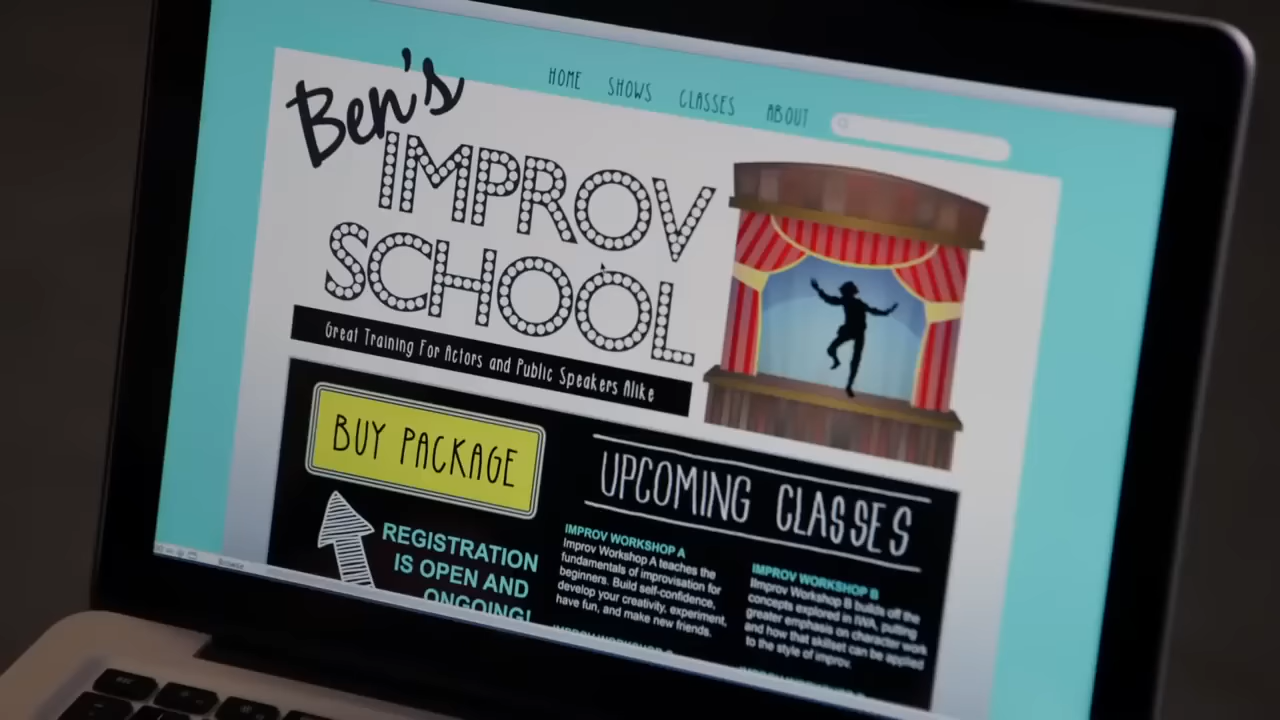 HOME SHOWS CLASSES ABOUT
Ben's
IMPROV
SCHOOL
Great Training For Actors and Public Speakers Alike
BUY PACKAGE
REGISTRATION
IS OPEN AND
ONGOING!
UPCOMING CLASSES
IMPROV WORKSHOP A
Improv Workshop A teaches the
fundamentals of improvisation for
beginners. Build self-confidence,
develop your creativity, experiment,
have fun, and make new friends.
IMPROV WORKSHOP B
IImprov Workshop B builds off the
concepts explored in IWA, putting
greater emphasis on character work
and how that skillset can be applied
to the style of improv.